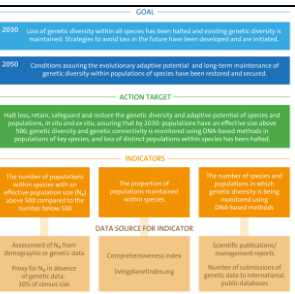 GOAL
2030 Loss of genetic diversity within all species has been halted and existing genetic diversity is
maintained. Strategies to avoid loss in the future have been developed and are initiated.
2050 Conditions assuring the evolutionary adaptive potential and long-term maintenance of
genetic diversity within populations of species have been restored and secured.
ACTION TARGET
Halt loss, retain, safeguard and restore the genetic diversity and adaptive potential of species and
populations, in situ and ex situ, assuring that by 2030: populations have an effective size above
500, genetic diversity and genetic connectivity is monitored using DNA-based methods in
populations of key species, and loss of distinct populations within species has been halted.
INDICATORS
The number of populations
within species with an
effective population size (Ne)
above 500 compared to the
number below 500
The proportion of
populations maintained
within species
The number of species and
populations in which
genetic diversity is being
monitored using
DNA-based methods
DATA SOURCE FOR INDICATOR
Assessment of Ne from
demographic or genetic data
Proxy for Ne in absence
of genetic data:
10% of census size
Comprehensiveness index
livingplanetindex.org
Scientific publications/
management reports
Number of submissions of
genetic data to international,
public databases